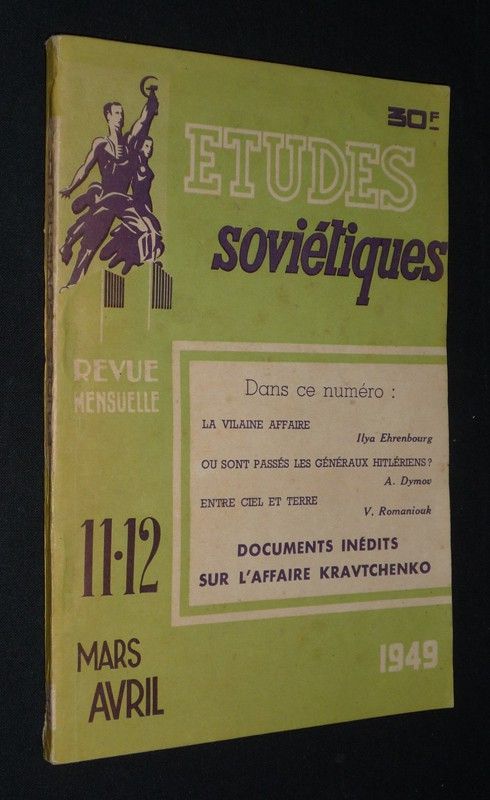 30F
ETUDES
soviétiques
REVUE
MENSUELLE
Dans ce numéro :
LA VILAINE AFFAIRE
Ilya Ehrenbourg
OU SONT PASSÉS LES GÉNÉRAUX HITLÉRIENS ?
A. Dymov
ENTRE CIEL ET TERRE
V. Romaniouk
DOCUMENTS INÉDITS
SUR L'AFFAIRE KRAVTCHENKO
11-12
MARS
AVRIL
1949